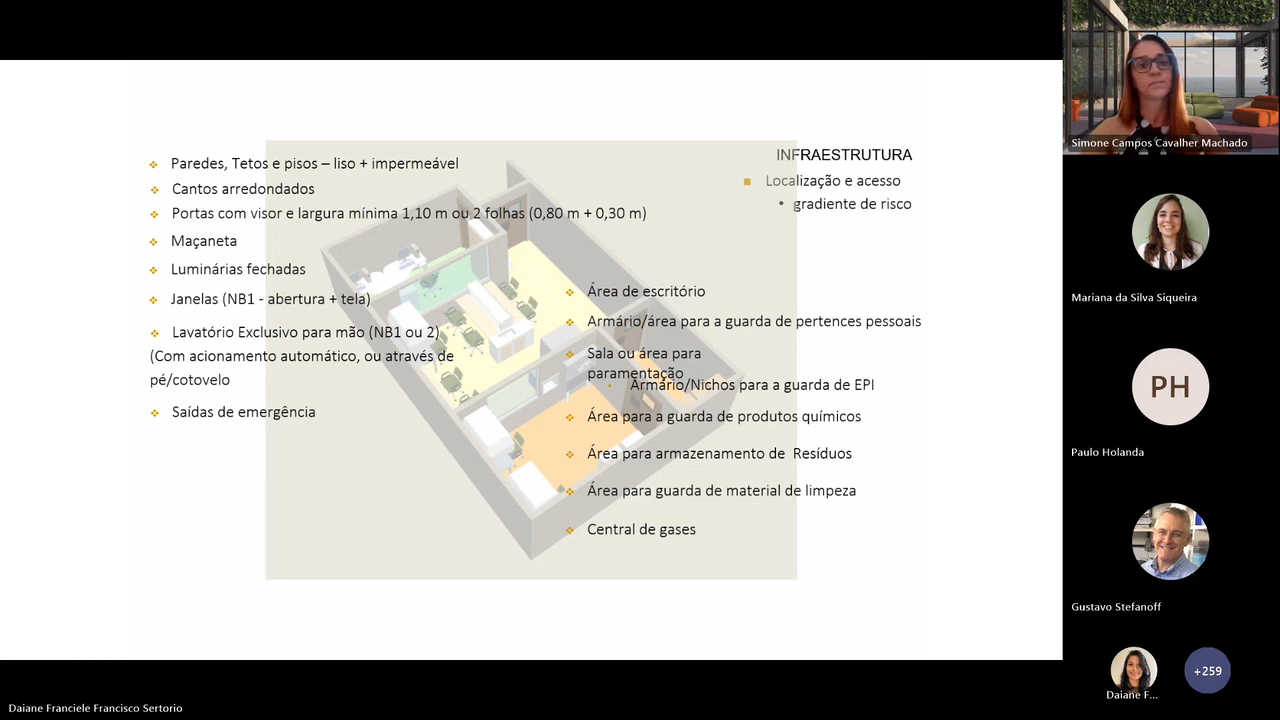 INFRAESTRUTURA
Localização e acesso
gradiente de risco
Paredes, Tetos e pisos – liso + impermeável
Cantos arredondados
Portas com visor e largura mínima 1,10 m ou 2 folhas (0,80 m + 0,30 m)
Maçaneta
Luminárias fechadas
Janelas (NB1 - abertura + tela)
Lavatório Exclusivo para mão (NB1 ou 2)
(Com acionamento automático, ou através de
pé/cotovelo
Saídas de emergência
Área de escritório
Armário/área para a guarda de pertences pessoais
Sala ou área para
paramentação
Armário/Nichos para a guarda de EPI
Área para a guarda de produtos químicos
Área para armazenamento de Resíduos
Área para guarda de material de limpeza
Central de gases
Simone Campos Cavalher Machado
Mariana da Silva Siqueira
PH
Paulo Holanda
Gustavo Stefanoff
Daiane F...
+259
Daiane Franciele Francisco Sertorio